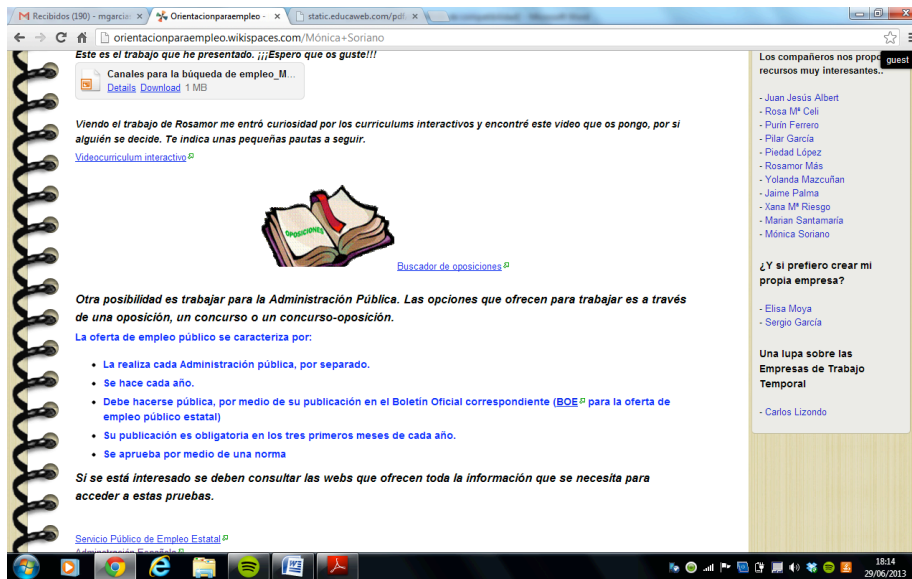 Recibidos (190) - mgarcia
Orientacionparaempleo -
static.educaweb.com/pdf
orientacionparaempleo.wikispaces.com/Mónica+Soriano
guest
Este es el trabajo que he presentado. ¡¡¡Espero que os guste!!!
Canales para la búqueda de empleo_M...
Details Download 1 MB
Viendo el trabajo de Rosamor me entró curiosidad por los curriculums interactivos y encontré este video que os pongo, por si
alguién se decide. Te indica unas pequeñas pautas a seguir.
Videocurriculum interactivo
OPOSICIONES
Buscador de oposiciones
Otra posibilidad es trabajar para la Administración Pública. Las opciones que ofrecen para trabajar es a través
de una oposición, un concurso o un concurso-oposición.
La oferta de empleo público se caracteriza por:
• La realiza cada Administración pública, por separado.
• Se hace cada año.
• Debe hacerse pública, por medio de su publicación en el Boletín Oficial correspondiente (BOE para la oferta de
empleo público estatal)
• Su publicación es obligatoria en los tres primeros meses de cada año.
• Se aprueba por medio de una norma
Si se está interesado se deben consultar las webs que ofrecen toda la información que se necesita para
acceder a estas pruebas.
Servicio Público de Empleo Estatal
Administración Española
Los compañeros nos propo
recursos muy interesantes..
- Juan Jesús Albert
- Rosa Mª Celi
- Purín Ferrero
- Pilar García
- Piedad López
- Rosamor Más
- Yolanda Mazcuñan
- Jaime Palma
- Xana Mª Riesgo
- Marian Santamaría
- Mónica Soriano
¿Y si prefiero crear mi
propia empresa?
- Elisa Moya
- Sergio García
Una lupa sobre las
Empresas de Trabajo
Temporal
- Carlos Lizondo
18:14
29/06/2013